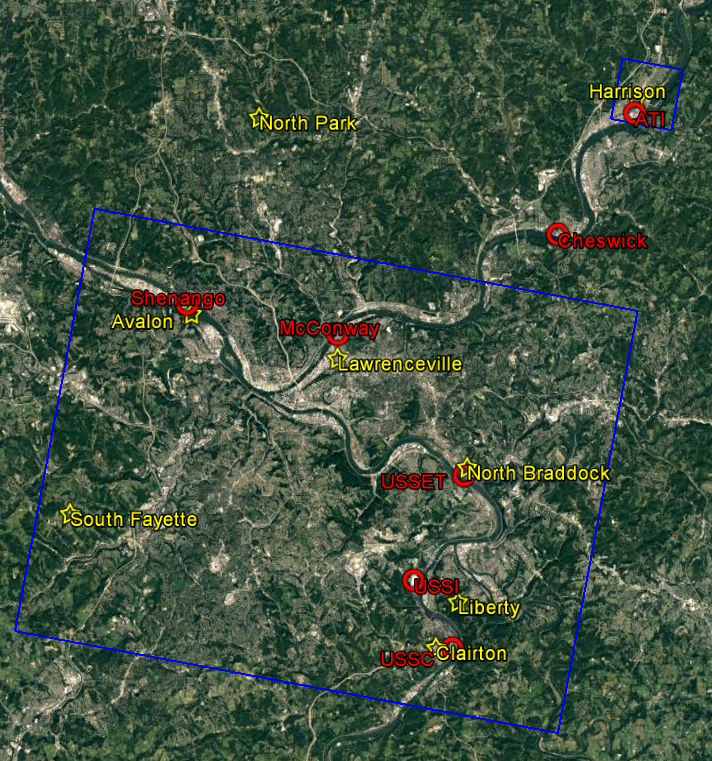 Harrison
ATI
North Park
Cheswick
Shenango
Avalon
McConway
Lawrenceville
North Braddock
USSET
South Fayette
USSI
Liberty
Clairton
USSC